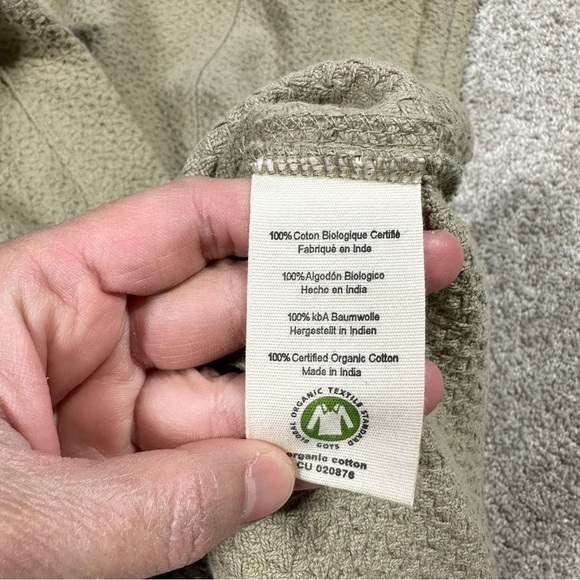 100% Coton Biologique Certifié
Fabriqué en Inde
100% Algodón Biologico
Hecho en India
100% kbA Baumwolle
Hergestellt in Indien
100% Certified Organic Cotton
Made in India
GLOBAL ORGANIC TEXTILE STANDARD
GOTS
organic cotton
CU 020876